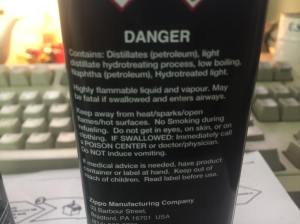 DANGER
Contains: Distillates (petroleum), light
distillate hydrotreating process, low boiling.
Naphtha (petroleum), Hydrotreated light.
Highly flammable liquid and vapour. May
be fatal if swallowed and enters airways.
Keep away from heat/sparks/open
flames/hot surfaces. No Smoking during
refueling. Do not get in eyes, on skin, or on
clothing. IF SWALLOWED: Immediately call
a POISON CENTER or doctor/physician.
DO NOT induce vomiting.
If medical advice is needed, have product
container or label at hand. Keep out of
reach of children. Read label before use.
Zippo Manufacturing Company
33 Barbour Street,
Bradford, PA 16701 USA